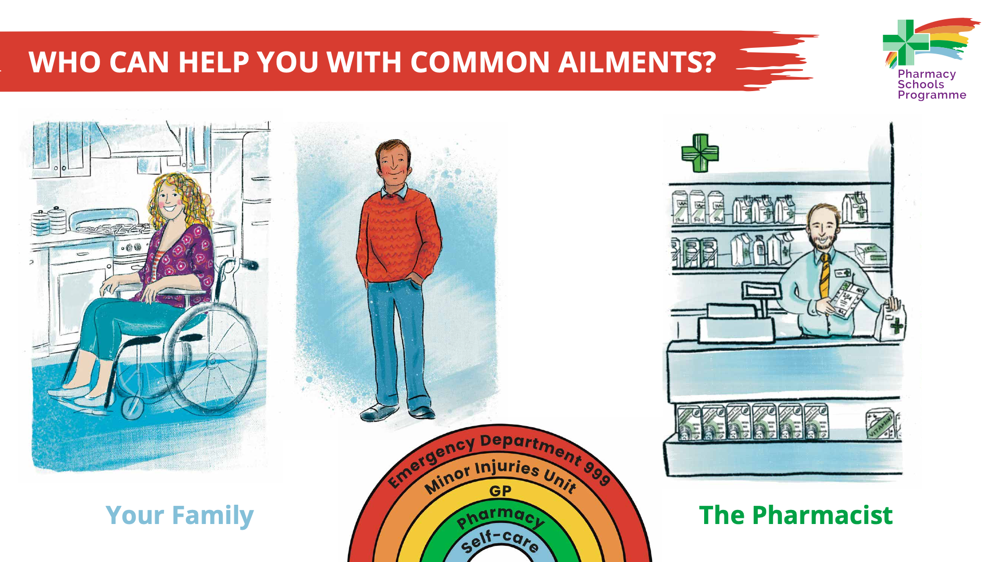 WHO CAN HELP YOU WITH COMMON AILMENTS?
Pharmacy
Schools
Programme
Emergency Department 999
Minor Injuries Unit
GP
Pharmacy
Self-care
VITAMINS
Your Family
The Pharmacist